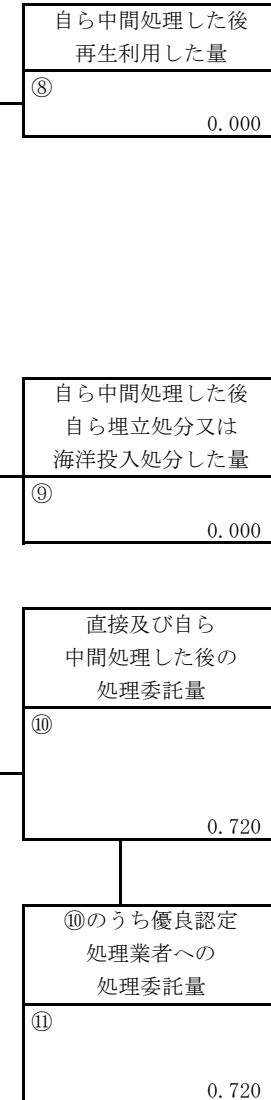 自ら中間処理した後
再生利用した量
⑧
0.000
自ら中間処理した後
自ら埋立処分又は
海洋投入処分した量
⑨
0.000
直接及び自ら
中間処理した後の
処理委託量
⑩
0.720
⑩のうち優良認定
処理業者への
処理委託量
⑪
0.720